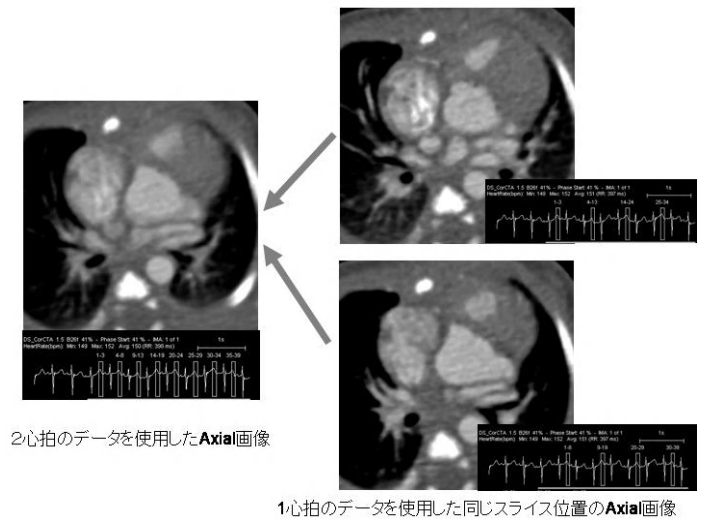 DS_CorCTA 1.5 B26f 41% - Phase Start 41 % - IMA: 1 of 1
HeartRate(bpm) Min: 149 Max: 152 Avg: 151 (RR: 397 ms)
1s
1-3 4-13 14-24 25-34
DS_CorCTA 1.5 B26f 41% - Phase Start 41 % - IMA: 1 of 1
HeartRate(bpm) Min: 149 Max: 152 Avg: 150 (RR: 398 ms)
1s
1-3 4-8 9-13 14-19 20-24 25-29 30-34 35-39
2心拍のデータを使用したAxial画像
DS_CorCTA 1.5 B26f 41% - Phase Start 41 % - IMA: 1 of 1
HeartRate(bpm) Min: 149 Max: 152 Avg: 151 (RR: 397 ms)
1s
1-8 9-19 20-29 29-39
1心拍のデータを使用した同じスライス位置のAxial画像